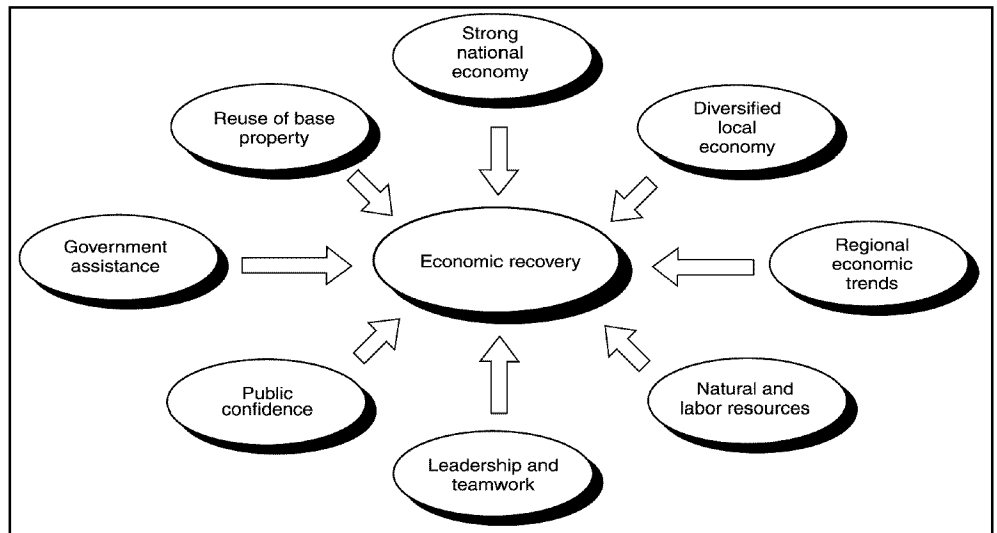 Strong
national
economy
Reuse of base
property
Diversified
local
economy
Government
assistance
Economic recovery
Regional
economic
trends
Public
confidence
Natural and
labor resources
Leadership and
teamwork